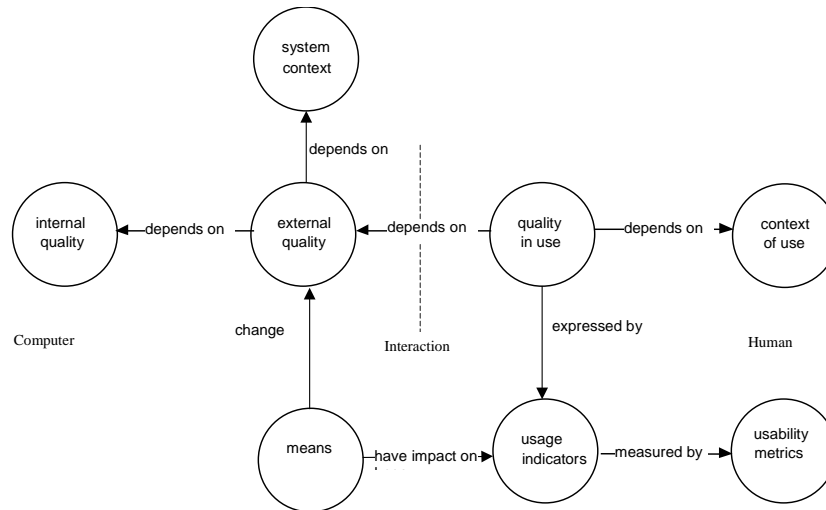 system
context
depends on
internal
quality
depends on
external
quality
depends on
quality
in use
depends on
context
of use
change
expressed by
Computer
Interaction
Human
means
have impact on
usage
indicators
measured by
usability
metrics